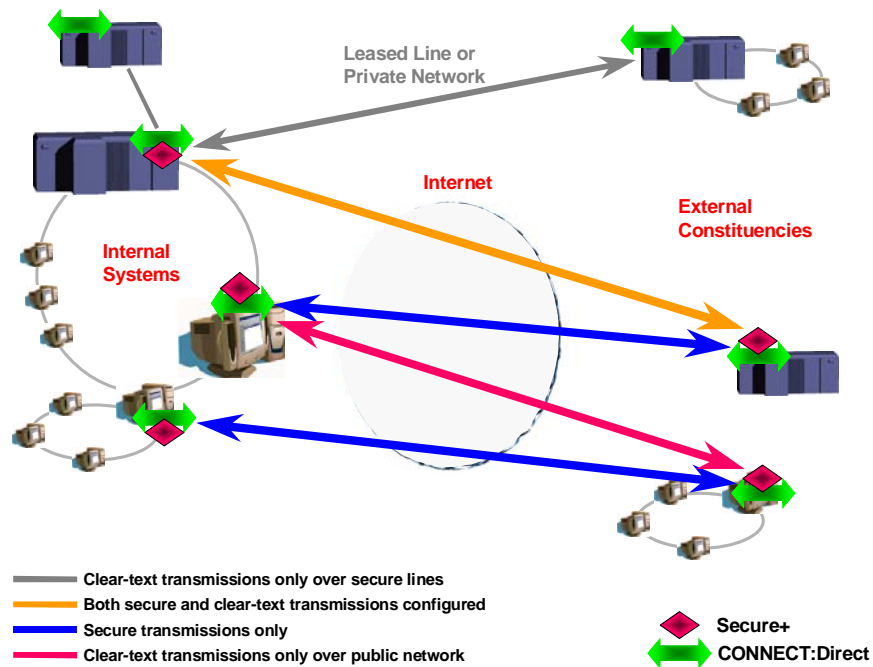 Leased Line or
Private Network
Internet
External
Constituencies
Internal
Systems
Clear-text transmissions only over secure lines
Both secure and clear-text transmissions configured
Secure transmissions only
Clear-text transmissions only over public network
Secure+
CONNECT:Direct